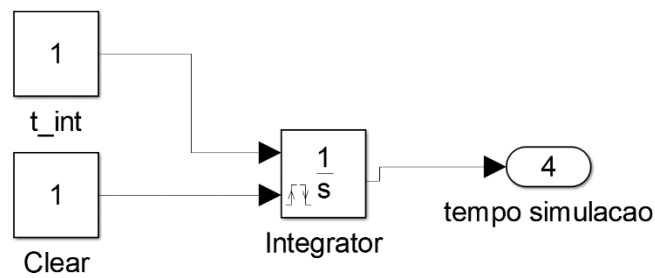 1
t_int
1
Clear
1
s
Integrator
4
tempo simulacao